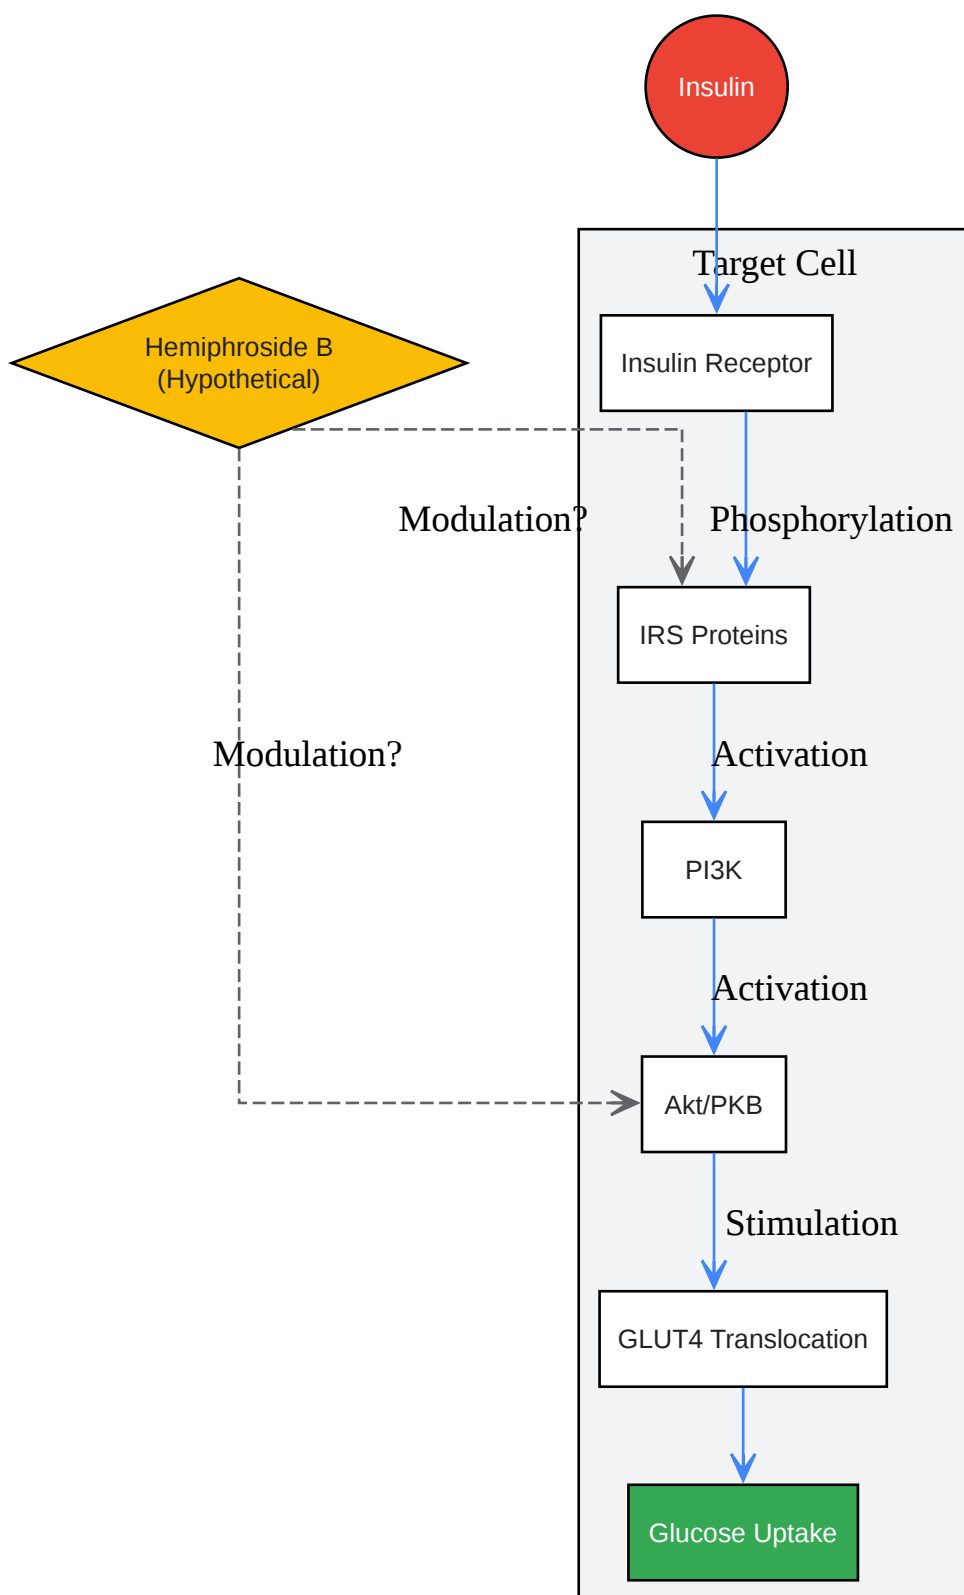 Insulin
Target Cell
Hemiphroside B
(Hypothetical)
Insulin Receptor
Modulation?
Phosphorylation
IRS Proteins
Modulation?
Activation
PI3K
Activation
Akt/PKB
Stimulation
GLUT4 Translocation
Glucose Uptake